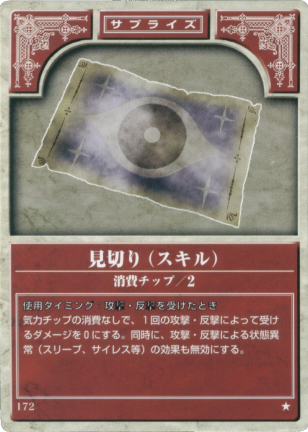 サプライズ
見切り（スキル）
消費チップ／2
使用タイミング／攻撃・反撃を受けたとき
気力チップの消費なしで、1回の攻撃・反撃によって受け
るダメージを0にする。同時に、攻撃・反撃による状態異
常（スリープ、サイレス等）の効果も無効にする。
172 ★